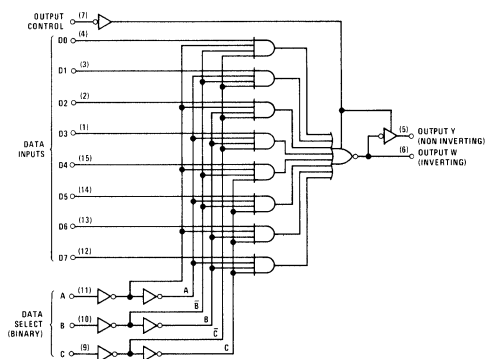 OUTPUT CONTROL (7)
D0 (4)
D1 (3)
D2 (2)
D3 (1)
DATA INPUTS
D4 (15)
D5 (14)
D6 (13)
D7 (12)
(5) OUTPUT Y (NON INVERTING)
(6) OUTPUT W (INVERTING)
DATA SELECT (BINARY)
A (11) A
B̅
B (10) B
C̅
C (9) C